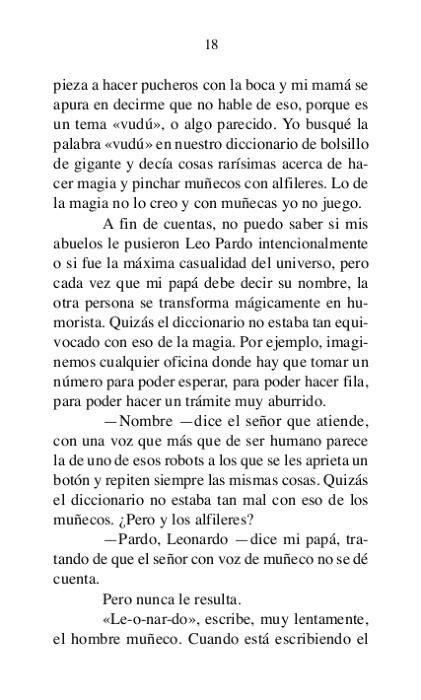 18
pieza a hacer pucheros con la boca y mi mamá se
apura en decirme que no hable de eso, porque es
un tema «vudú», o algo parecido. Yo busqué la
palabra «vudú» en nuestro diccionario de bolsillo
de gigante y decía cosas rarísimas acerca de ha-
cer magia y pinchar muñecos con alfileres. Lo de
la magia no lo creo y con muñecas yo no juego.
A fin de cuentas, no puedo saber si mis
abuelos le pusieron Leo Pardo intencionalmente
o si fue la máxima casualidad del universo, pero
cada vez que mi papá debe decir su nombre, la
otra persona se transforma mágicamente en hu-
morista. Quizás el diccionario no estaba tan equi-
vocado con eso de la magia. Por ejemplo, imagi-
nemos cualquier oficina donde hay que tomar un
número para poder esperar, para poder hacer fila,
para poder hacer un trámite muy aburrido.
—Nombre —dice el señor que atiende,
con una voz que más que de ser humano parece
la de uno de esos robots a los que se les aprieta un
botón y repiten siempre las mismas cosas. Quizás
el diccionario no estaba tan mal con eso de los
muñecos. ¿Pero y los alfileres?
—Pardo, Leonardo —dice mi papá, tra-
tando de que el señor con voz de muñeco no se dé
cuenta.
Pero nunca le resulta.
«Le-o-nar-do», escribe, muy lentamente,
el hombre muñeco. Cuando está escribiendo el